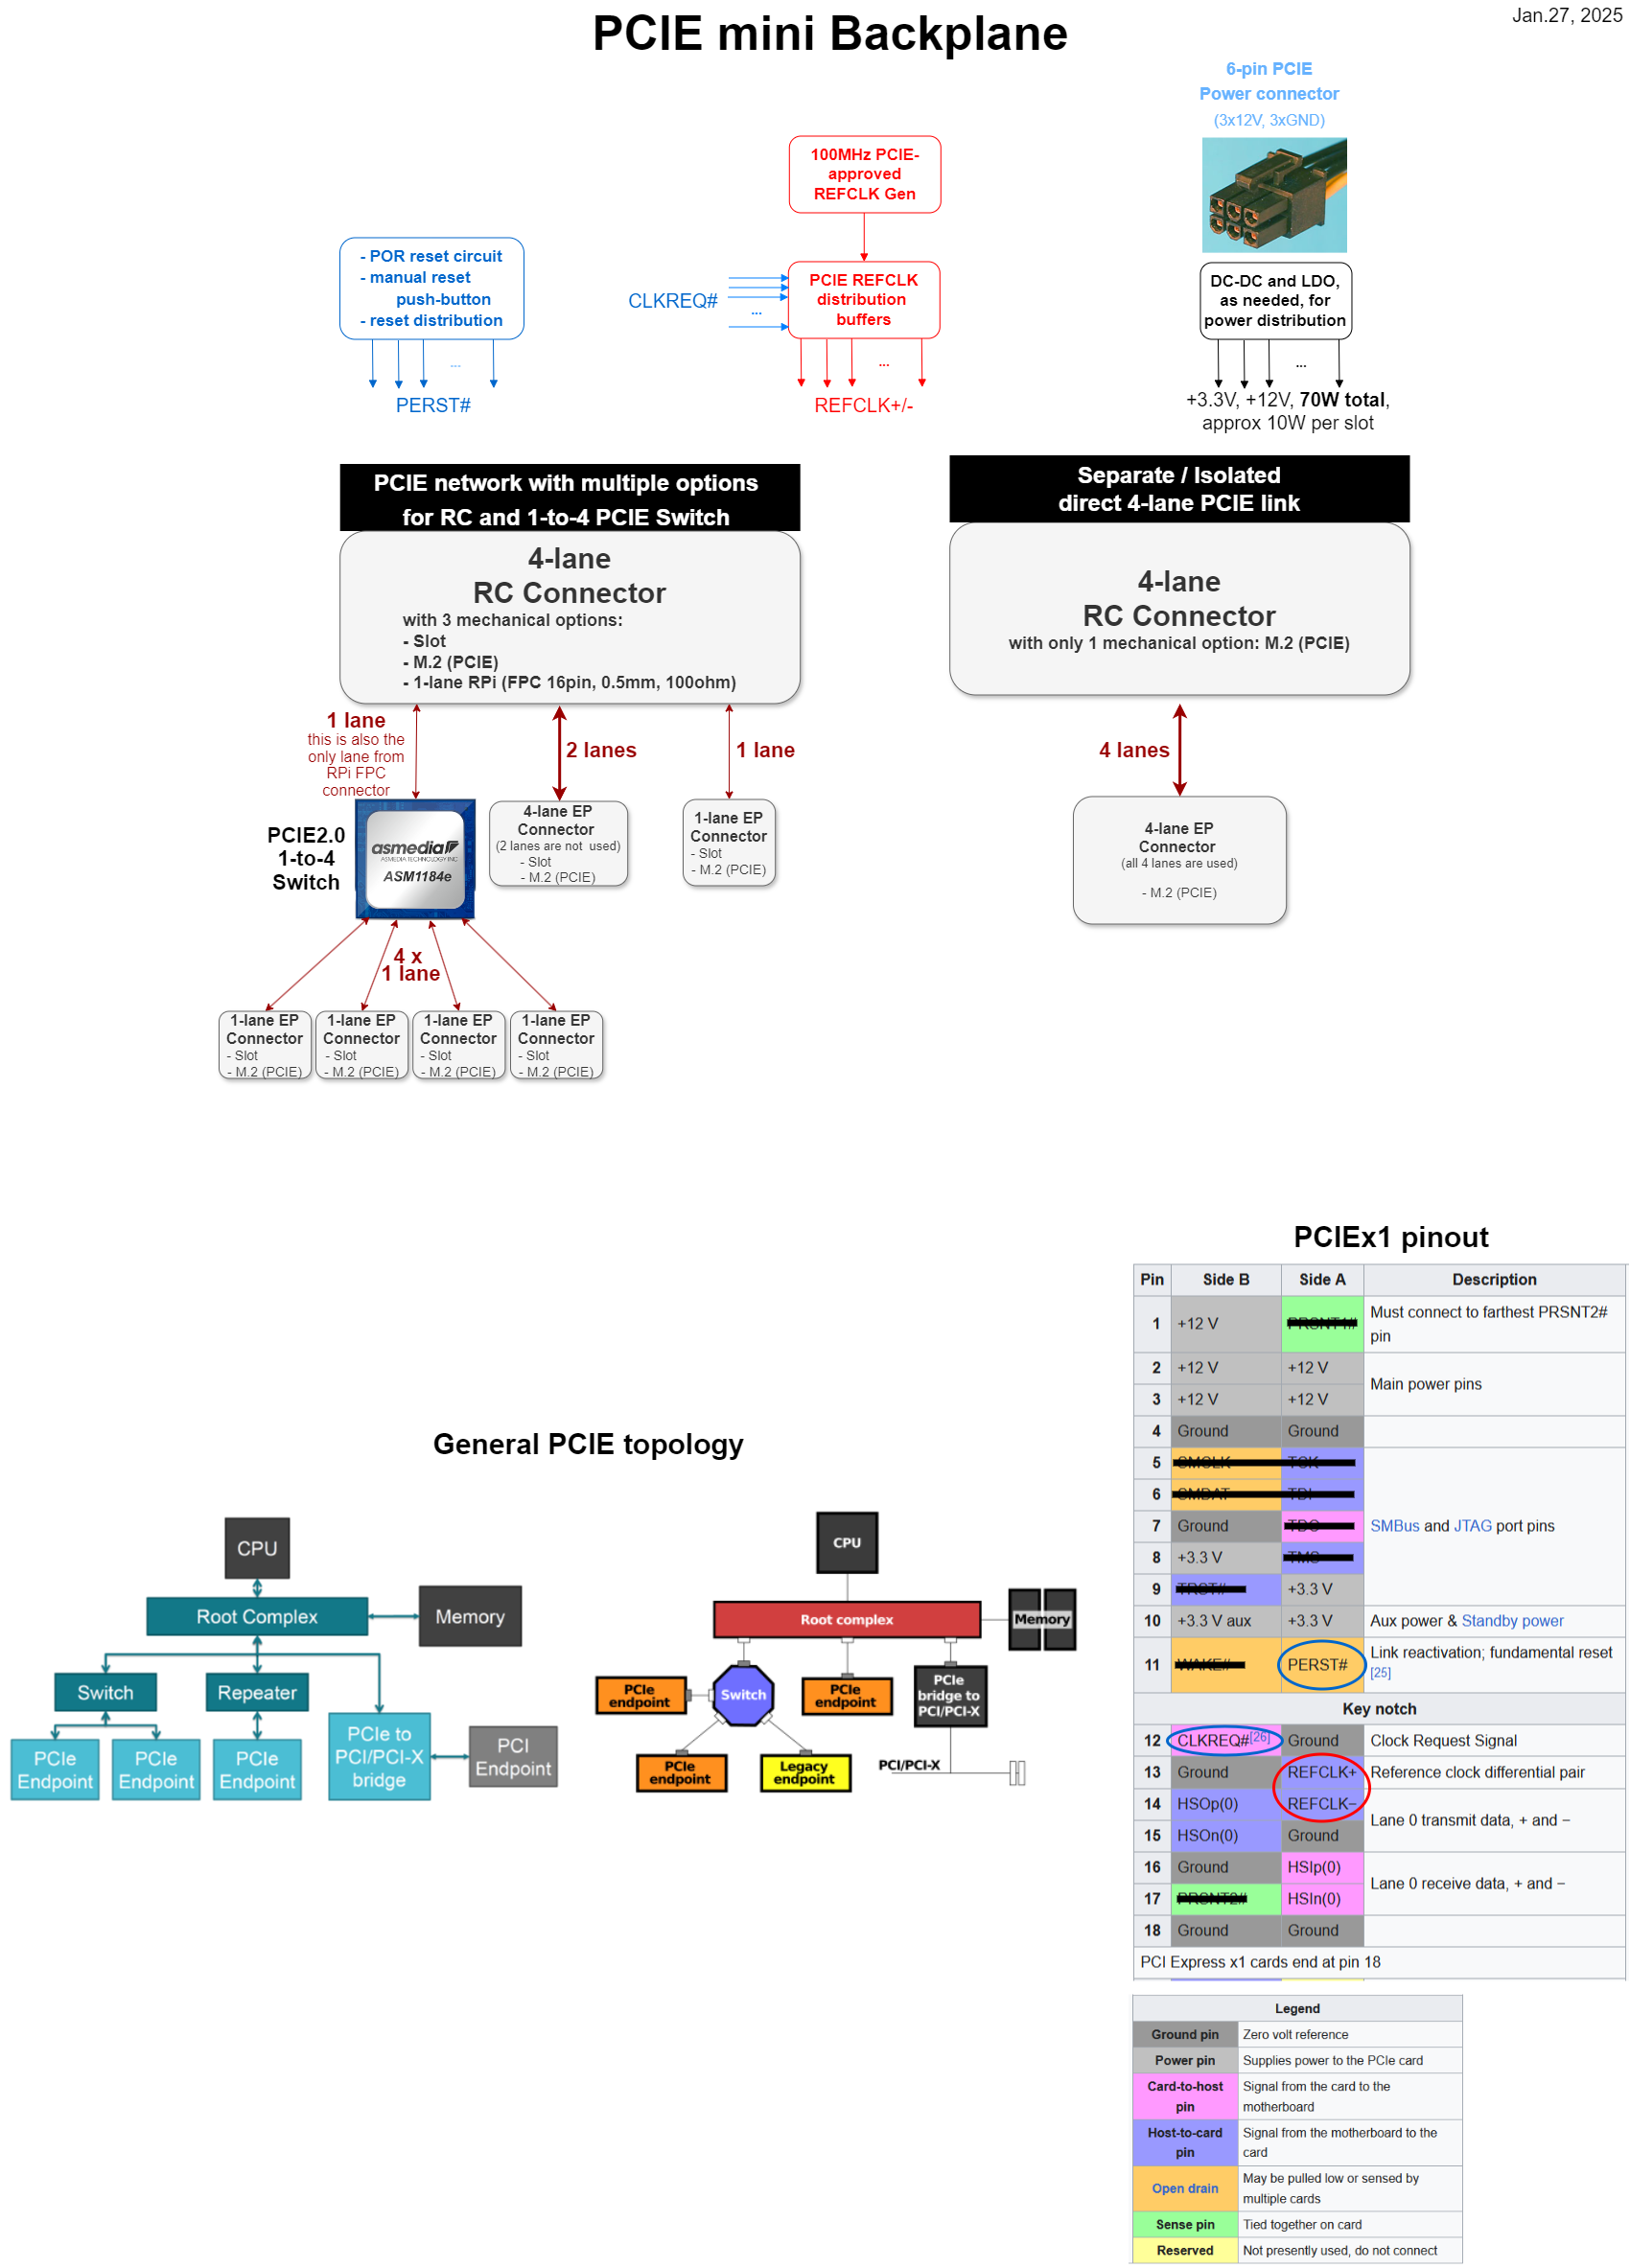 PCIE mini Backplane
Jan.27, 2025
6-pin PCIE
Power connector
(3x12V, 3xGND)
100MHz PCIE-
approved
REFCLK Gen
- POR reset circuit
- manual reset
push-button
- reset distribution
CLKREQ#
...
PCIE REFCLK
distribution
buffers
DC-DC and LDO,
as needed, for
power distribution
...
...
...
PERST#
REFCLK+/-
+3.3V, +12V, 70W total,
approx 10W per slot
PCIE network with multiple options
for RC and 1-to-4 PCIE Switch
4-lane
RC Connector
with 3 mechanical options:
- Slot
- M.2 (PCIE)
- 1-lane RPi (FPC 16pin, 0.5mm, 100ohm)
Separate / Isolated
direct 4-lane PCIE link
4-lane
RC Connector
with only 1 mechanical option: M.2 (PCIE)
1 lane
this is also the
only lane from
RPi FPC
connector
2 lanes
1 lane
4 lanes
PCIE2.0
1-to-4
Switch
asmedia
ASMEDIA TECHNOLOGY INC
ASM1184e
4-lane EP
Connector
(2 lanes are not used)
- Slot
- M.2 (PCIE)
1-lane EP
Connector
- Slot
- M.2 (PCIE)
4-lane EP
Connector
(all 4 lanes are used)
- M.2 (PCIE)
4 x
1 lane
1-lane EP
Connector
- Slot
- M.2 (PCIE)
1-lane EP
Connector
- Slot
- M.2 (PCIE)
1-lane EP
Connector
- Slot
- M.2 (PCIE)
1-lane EP
Connector
- Slot
- M.2 (PCIE)
General PCIE topology
CPU
Root Complex
Memory
Switch
Repeater
PCIe
Endpoint
PCIe
Endpoint
PCIe
Endpoint
PCIe to
PCI/PCI-X
bridge
PCI
Endpoint
CPU
Root complex
Memory
PCIe
endpoint
Switch
PCIe
endpoint
PCIe
bridge to
PCI/PCI-X
PCIe
endpoint
Legacy
endpoint
PCI/PCI-X
PCIEx1 pinout
Pin Side B Side A Description
1 +12 V PRSNT1# Must connect to farthest PRSNT2#
pin
2 +12 V +12 V Main power pins
3 +12 V +12 V
4 Ground Ground
5 SMCLK TCK
6 SMDAT TDI
7 Ground TDO SMBus and JTAG port pins
8 +3.3 V TMS
9 TRST# +3.3 V
10 +3.3 V aux +3.3 V Aux power & Standby power
11 WAKE# PERST# Link reactivation; fundamental reset
[25]
Key notch
12 CLKREQ#[26] Ground Clock Request Signal
13 Ground REFCLK+ Reference clock differential pair
14 HSOp(0) REFCLK− Lane 0 transmit data, + and −
15 HSOn(0) Ground
16 Ground HSIp(0) Lane 0 receive data, + and −
17 PRSNT2# HSIn(0)
18 Ground Ground
PCI Express x1 cards end at pin 18
Legend
Ground pin Zero volt reference
Power pin Supplies power to the PCIe card
Card-to-host
pin
Signal from the card to the
motherboard
Host-to-card
pin
Signal from the motherboard to the
card
Open drain
May be pulled low or sensed by
multiple cards
Sense pin Tied together on card
Reserved Not presently used, do not connect